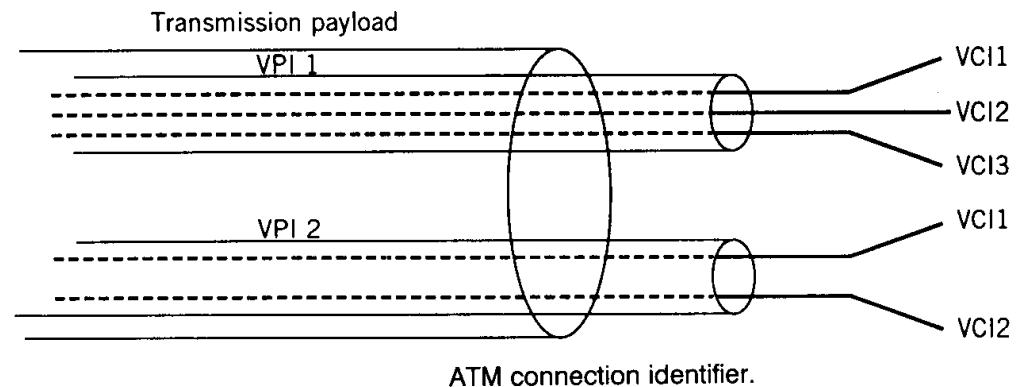 Transmission payload
VPI 1
VCI1
VCI2
VCI3
VPI 2
VCI1
VCI2
ATM connection identifier.